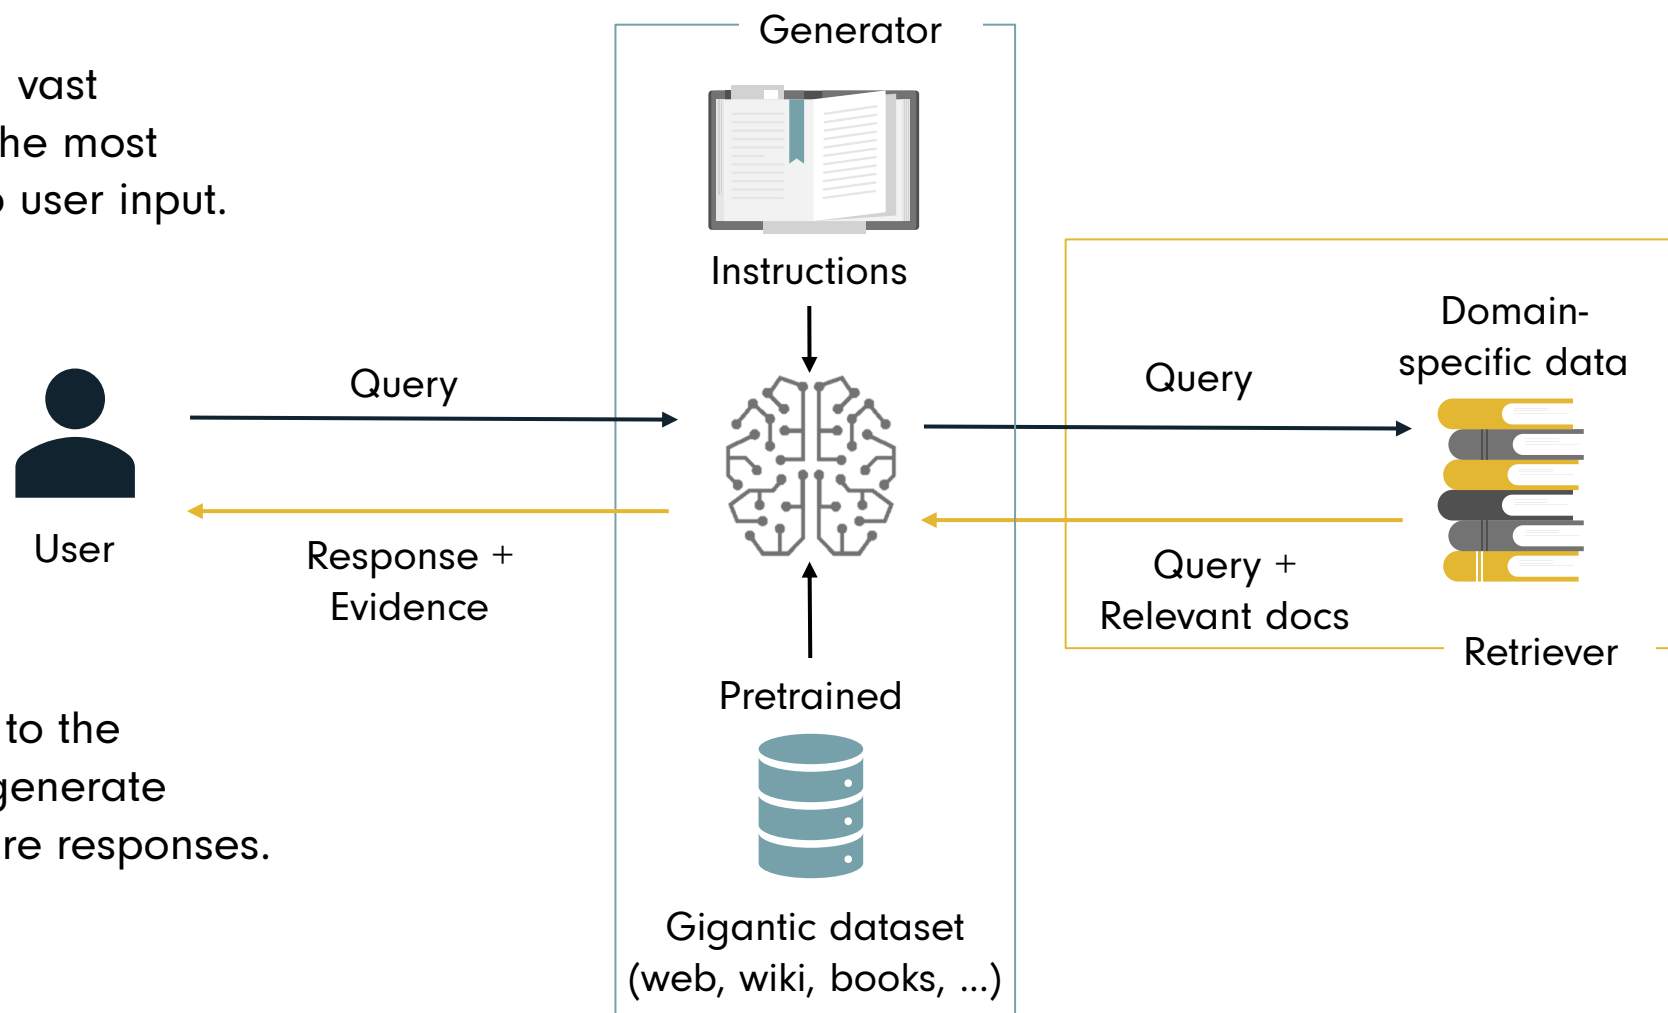 Generator
vast
he most
o user input.
Instructions
Domain-
specific data
Query
Query
User
Response +
Evidence
Query +
Relevant docs
Retriever
Pretrained
to the
generate
re responses.
Gigantic dataset
(web, wiki, books, ...)